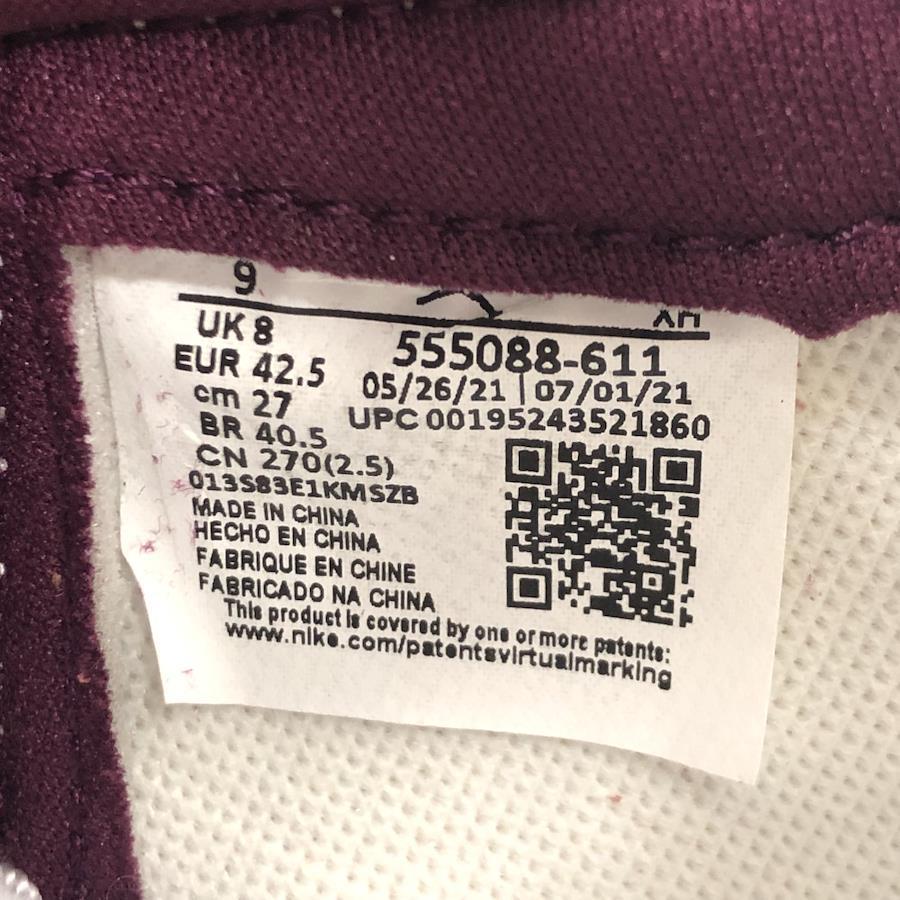 9 XH
UK 8
555088-611
EUR 42.5
05/26/21 | 07/01/21
cm 27
UPC 00195243521860
BR 40.5
CN 270(2.5)
013S83E1KMSZB
MADE IN CHINA
HECHO EN CHINA
FABRIQUE EN CHINE
FABRICADO NA CHINA
This product is covered by one or more patents:
www.nike.com/patentsvirtualmarking